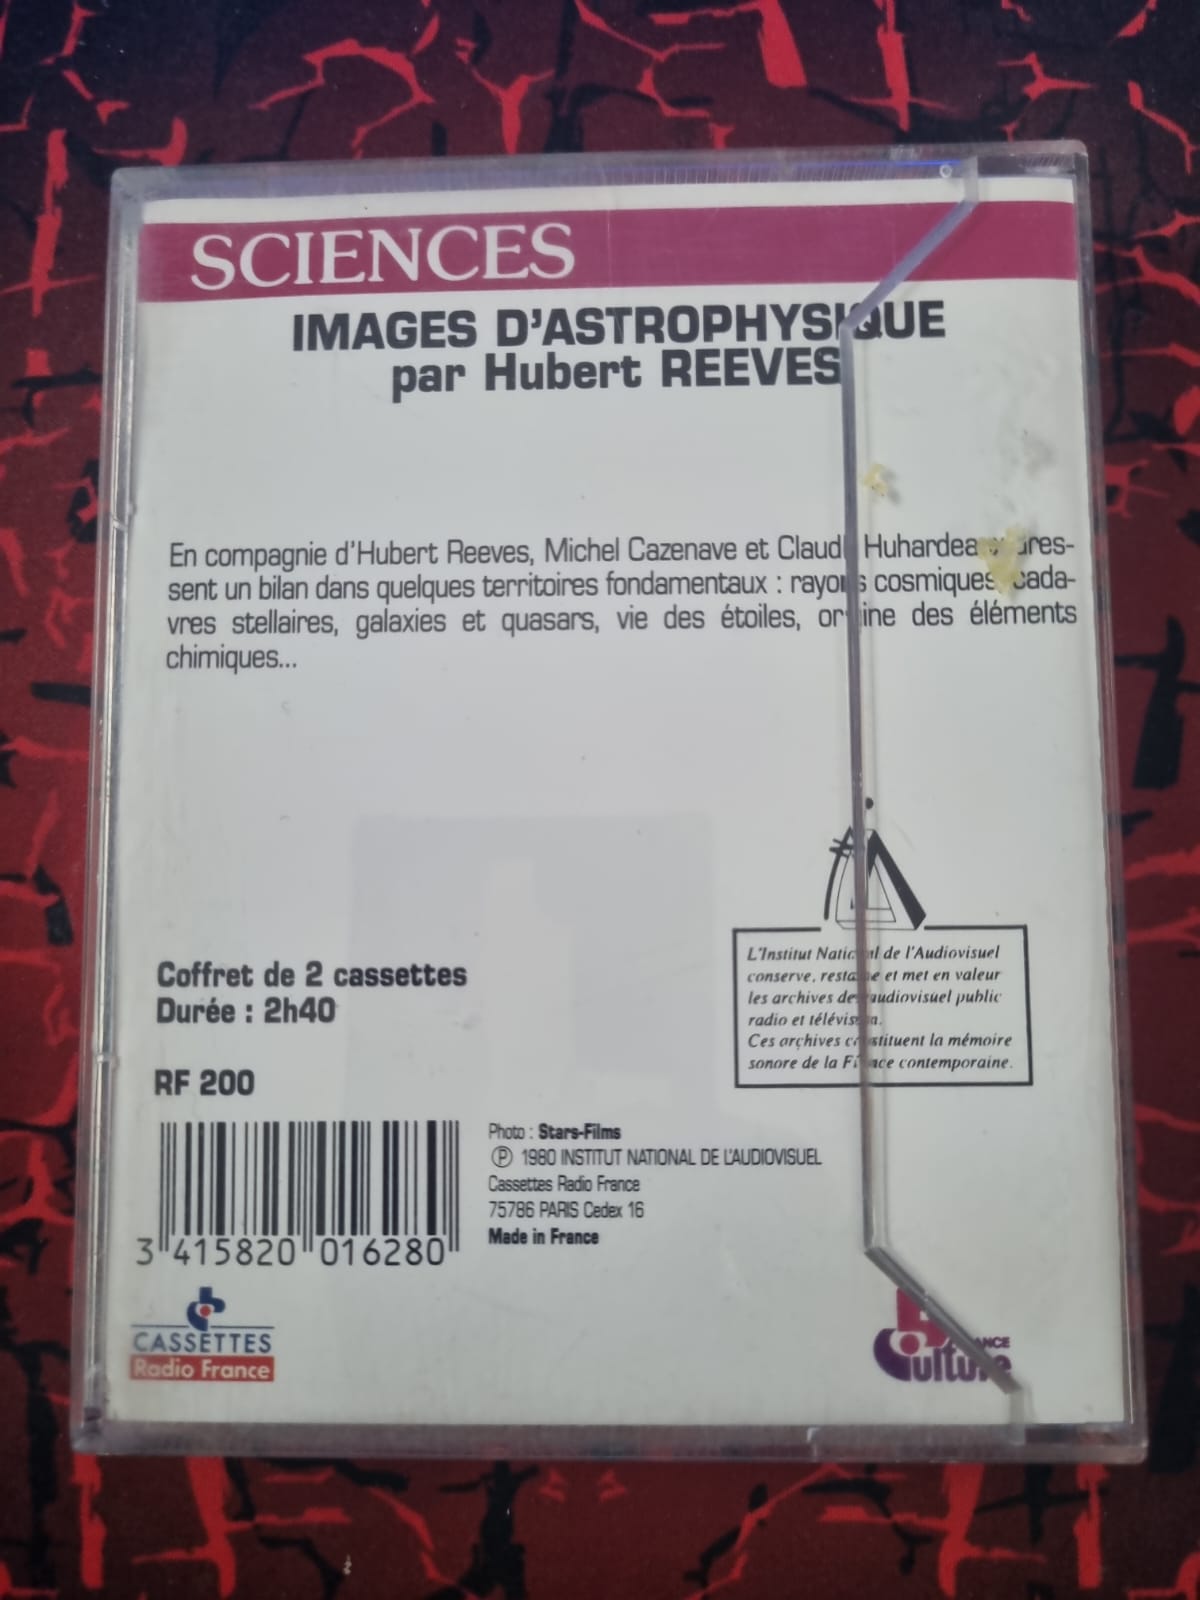 SCIENCES
IMAGES D'ASTROPHYSIQUE
par Hubert REEVES
En compagnie d'Hubert Reeves, Michel Cazenave et Claude Huhardeaux dres-
sent un bilan dans quelques territoires fondamentaux : rayons cosmiques, cada-
vres stellaires, galaxies et quasars, vie des étoiles, origine des éléments
chimiques...
L'Institut National de l'Audiovisuel
conserve, restaure et met en valeur
les archives de audiovisuel public
radio et télévision.
Ces archives constituent la mémoire
sonore de la France contemporaine.
Coffret de 2 cassettes
Durée : 2h40
RF 200
3 415820 016280
Photo : Stars-Films
Ⓟ 1980 INSTITUT NATIONAL DE L'AUDIOVISUEL
Cassettes Radio France
75786 PARIS Cedex 16
Made in France
CASSETTES
Radio France
FRANCE
Culture